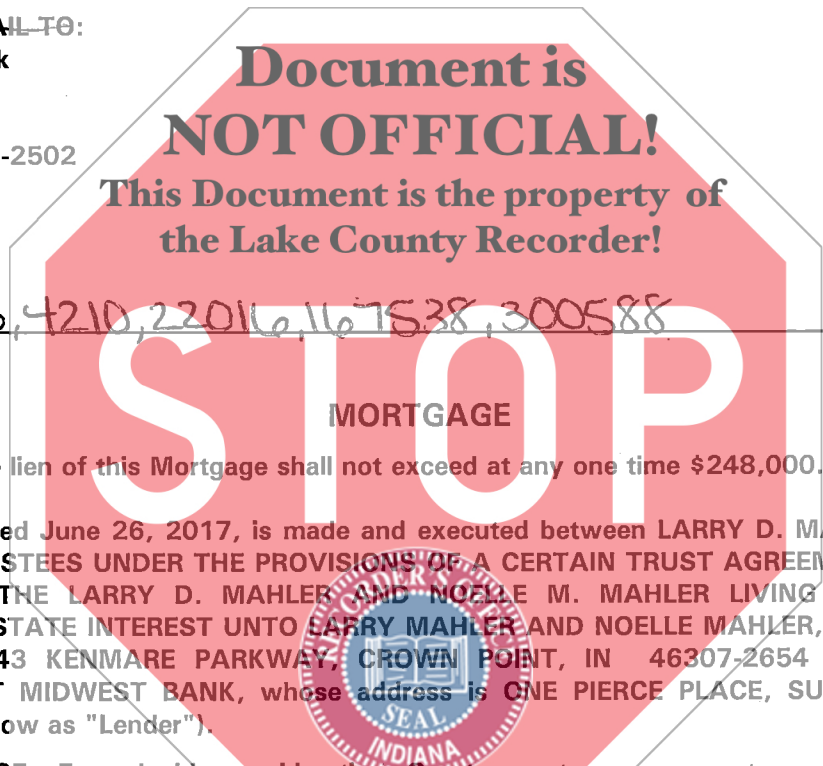 AIL TO:
k
-2502
Document is
NOT OFFICIAL!
This Document is the property of
the Lake County Recorder!
,4210,22016,167538,300588
STOP
MORTGAGE
lien of this Mortgage shall not exceed at any one time $248,000.
ed June 26, 2017, is made and executed between LARRY D. MA
STEES UNDER THE PROVISIONS OF A CERTAIN TRUST AGREEM
THE LARRY D. MAHLER AND NOELLE M. MAHLER LIVING
STATE INTEREST UNTO LARRY MAHLER AND NOELLE MAHLER,
43 KENMARE PARKWAY, CROWN POINT, IN 46307-2654
T MIDWEST BANK, whose address is ONE PIERCE PLACE, SU
ow as "Lender").
RECORDER'S OFFICE
SEAL
INDIANA